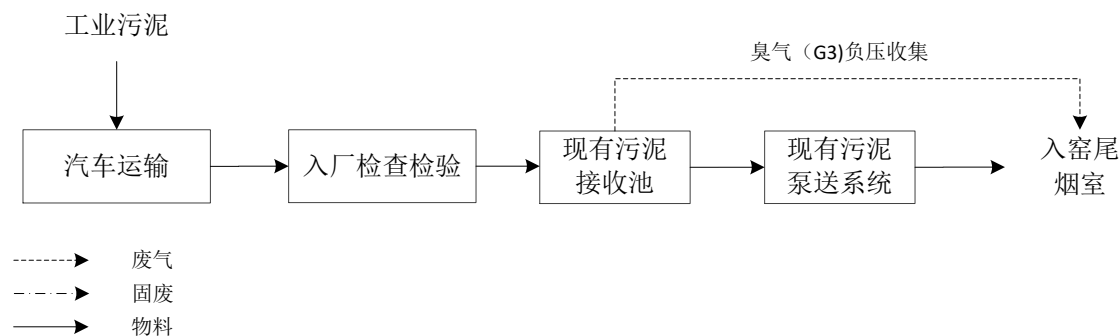 工业污泥
臭气（G3)负压收集
汽车运输
入厂检查检验
现有污泥
接收池
现有污泥
泵送系统
入窑尾
烟室
废气
固废
物料